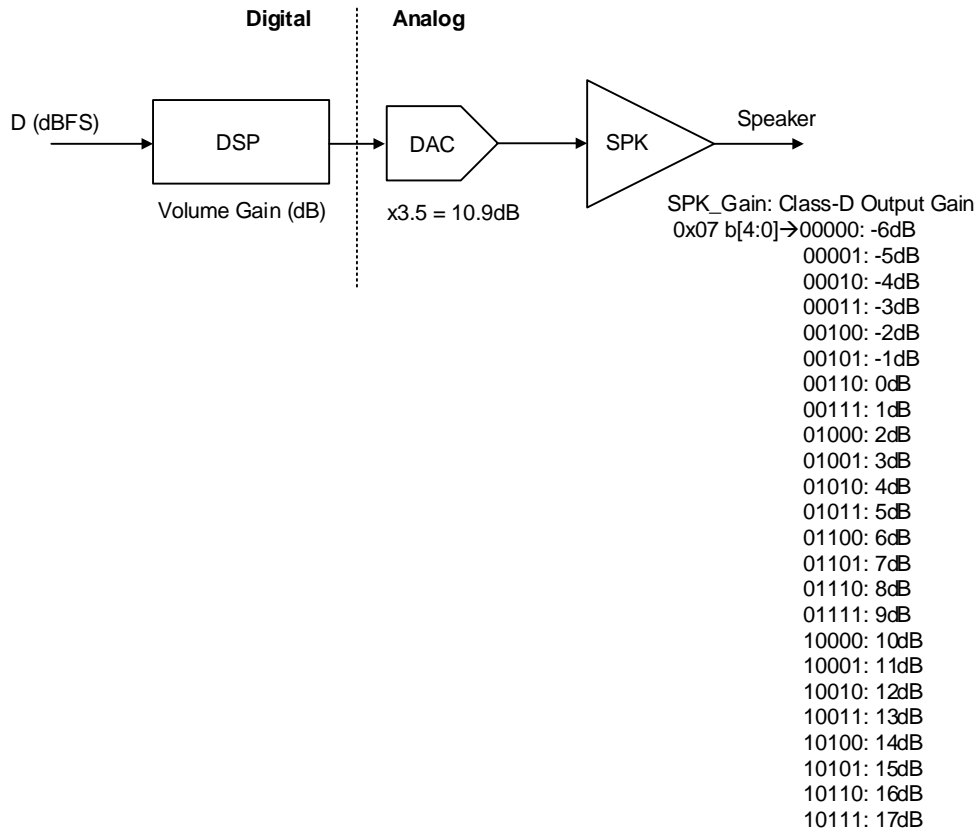 Digital
Analog
D (dBFS)
DSP
DAC
SPK
Speaker
Volume Gain (dB)
x3.5 = 10.9dB
SPK_Gain: Class-D Output Gain
0x07 b[4:0]→00000: -6dB
00001: -5dB
00010: -4dB
00011: -3dB
00100: -2dB
00101: -1dB
00110: 0dB
00111: 1dB
01000: 2dB
01001: 3dB
01010: 4dB
01011: 5dB
01100: 6dB
01101: 7dB
01110: 8dB
01111: 9dB
10000: 10dB
10001: 11dB
10010: 12dB
10011: 13dB
10100: 14dB
10101: 15dB
10110: 16dB
10111: 17dB